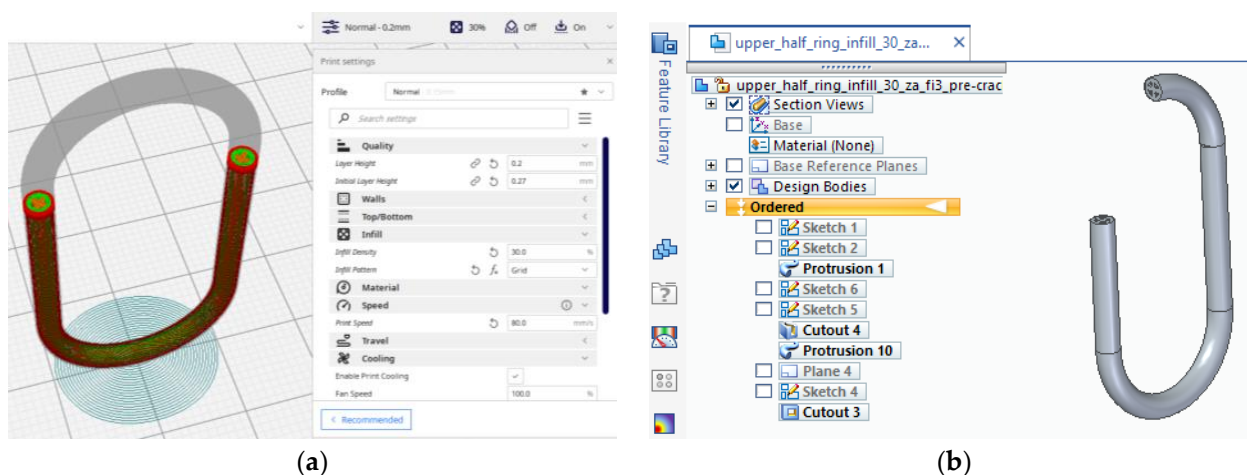 Normal - 0.2mm
30%
Off
On
Print settings
Profile
Normal 0.15mm
Search settings
Quality
Layer Height
0.2
mm
Initial Layer Height
0.27
mm
Walls
Top/Bottom
Infill
Infill Density
30.0
%
Infill Pattern
Grid
Material
Speed
Print Speed
80.0
mm/s
Travel
Cooling
Enable Print Cooling
Fan Speed
100.0
%
< Recommended
(a)
Feature Library
upper_half_ring_infill_30_za...
upper_half_ring_infill_30_za_fi3_pre-crac
Section Views
Base
Material (None)
Base Reference Planes
Design Bodies
Ordered
Sketch 1
Sketch 2
Protrusion 1
Sketch 6
Sketch 5
Cutout 4
Protrusion 10
Plane 4
Sketch 4
Cutout 3
(b)